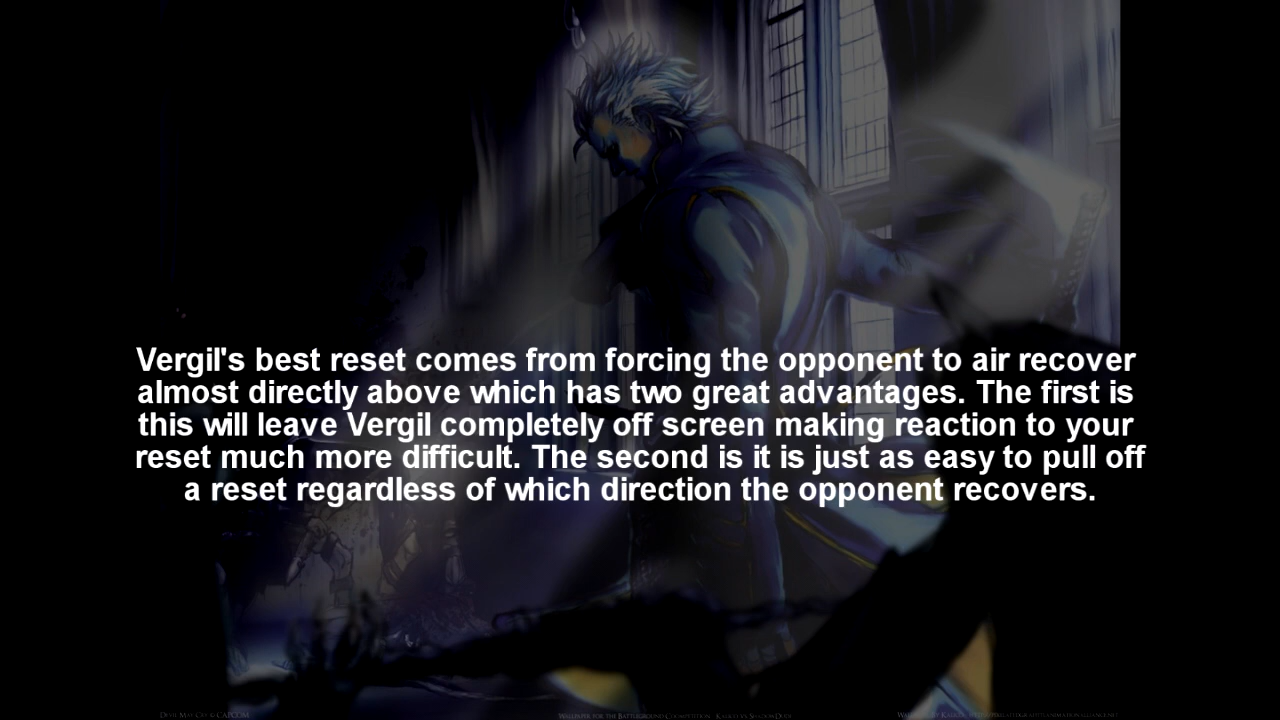 Vergil's best reset comes from forcing the opponent to air recover
almost directly above which has two great advantages. The first is
this will leave Vergil completely off screen making reaction to your
reset much more difficult. The second is it is just as easy to pull off
a reset regardless of which direction the opponent recovers.